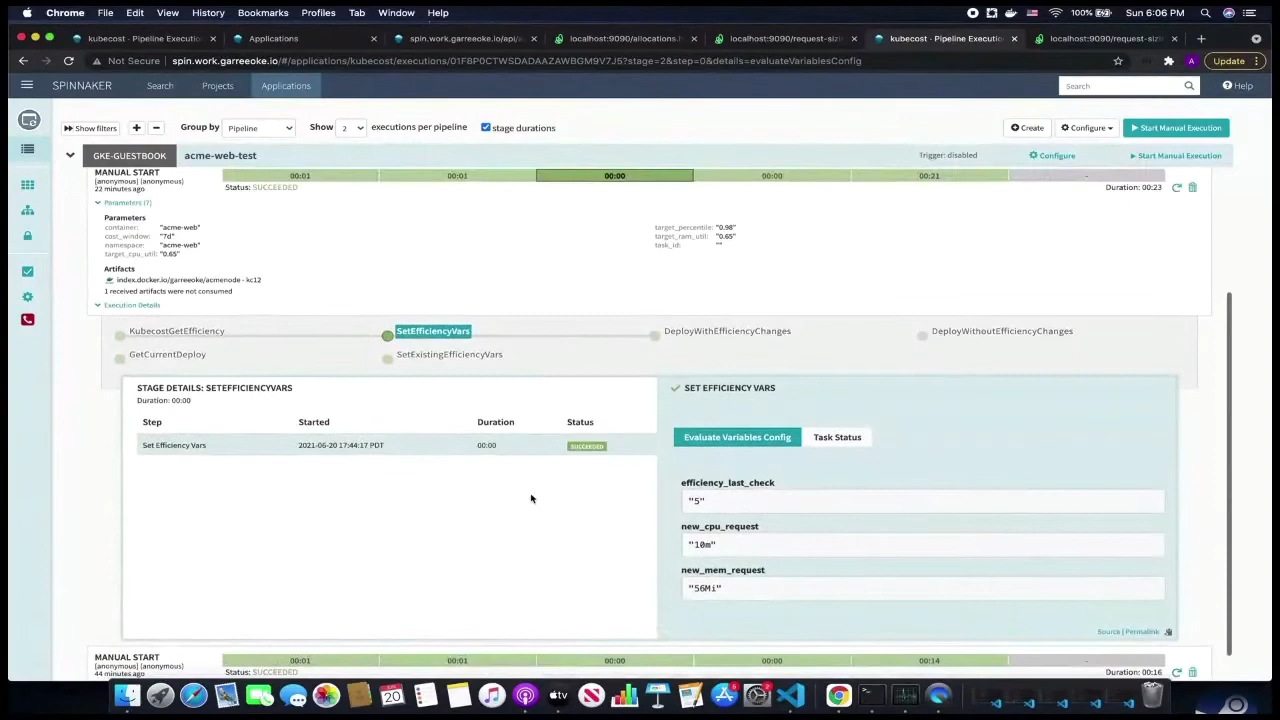 Chrome File Edit View History Bookmarks Profiles Tab Window Help 100% Sun 6:06 PM
kubecost - Pipeline Executio × Applications × spin.work.garreeoke.io/api/a × localhost:9090/allocations.h × localhost:9090/request-sizi × kubecost - Pipeline Execution × localhost:9090/request-sizi × +
Not Secure spin.work.garreeoke.io/#/applications/kubecost/executions/01F8P0CTWSDADAAZAWBGM9V7J5?stage=2&step=0&details=evaluateVariablesConfig A Update
SPINNAKER Search Projects Applications Search Help
Show filters Group by Pipeline Show 2 executions per pipeline stage durations Create Configure Start Manual Execution
GKE-GUESTBOOK acme-web-test Trigger: disabled Configure Start Manual Execution
MANUAL START 00:01 00:01 00:00 00:00 00:21 -
[anonymous] (anonymous) Status: SUCCEEDED Duration: 00:23
22 minutes ago
Parameters (7)
Parameters
container: "acme-web" target_percentile: "0.98"
cost_window: "7d" target_ram_util: "0.65"
namespace: "acme-web" task_id: ""
target_cpu_util: "0.65"
Artifacts
index.docker.io/garreeoke/acmenode - kc12
1 received artifacts were not consumed
Execution Details
KubecostGetEfficiency SetEfficiencyVars DeployWithEfficiencyChanges DeployWithoutEfficiencyChanges
GetCurrentDeploy SetExistingEfficiencyVars
STAGE DETAILS: SETEFFICIENCYVARS
Duration: 00:00
Step Started Duration Status
Set Efficiency Vars 2021-06-20 17:44:17 PDT 00:00 SUCCEEDED
SET EFFICIENCY VARS
Evaluate Variables Config Task Status
efficiency_last_check
"5"
new_cpu_request
"10m"
new_mem_request
"56Mi"
Source | Permalink
MANUAL START 00:01 00:01 00:00 00:00 00:14 -
[anonymous] (anonymous) Status: SUCCEEDED Duration: 00:16
44 minutes ago
20
tv